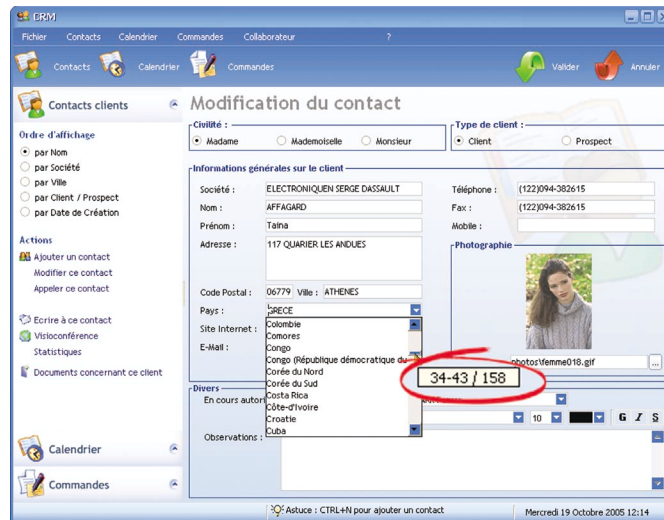 CRM
Fichier Contacts Calendrier Commandes Collaborateur ?
Contacts Calendrier Commandes Valider Annuler
Contacts clients
Ordre d'affichage
par Nom
par Société
par Ville
par Client / Prospect
par Date de Création
Actions
Ajouter un contact
Modifier ce contact
Appeler ce contact
Ecrire à ce contact
Visioconférence
Statistiques
Documents concernant ce client
Calendrier
Commandes
Modification du contact
Civilité :
Madame Mademoiselle Monsieur
Type de client :
Client Prospect
Informations générales sur le client
Société : ELECTRONIQUEN SERGE DASSAULT
Nom : AFFAGARD
Prénom : Taina
Adresse : 117 QUARIER LES ANDUES
Code Postal : 06779 Ville : ATHENES
Pays : GRECE
Site Internet :
E-Mail :
Colombie
Comores
Congo
Congo (République démocratique du
Corée du Nord
Corée du Sud
Costa Rica
Côte-d'Ivoire
Croatie
Cuba
34-43 / 158
Téléphone : (122)094-382615
Fax : (122)094-382615
Mobile :
Photographie
photos\femme018.gif ...
Divers
En cours
10 G I S
Observations :
Astuce : CTRL+N pour ajouter un contact
Mercredi 19 Octobre 2005 12:14